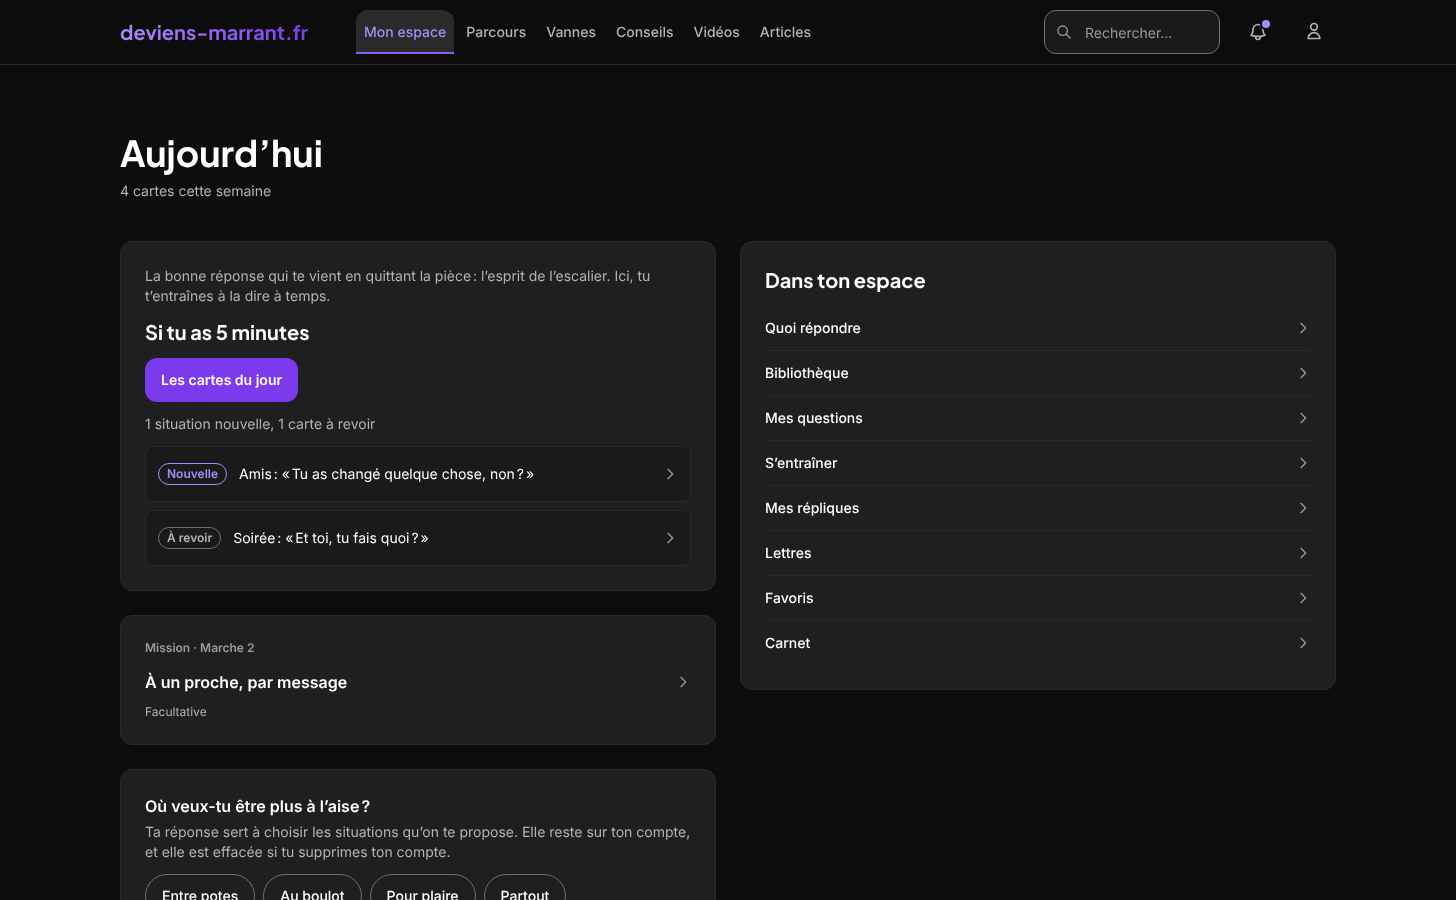 deviens-marrant.fr
Mon espace
Parcours
Vannes
Conseils
Vidéos
Articles
Rechercher...
Aujourd’hui
4 cartes cette semaine
La bonne réponse qui te vient en quittant la pièce : l’esprit de l’escalier. Ici, tu
t’entraînes à la dire à temps.
Si tu as 5 minutes
Les cartes du jour
1 situation nouvelle, 1 carte à revoir
Nouvelle
Amis : « Tu as changé quelque chose, non ? »
À revoir
Soirée : « Et toi, tu fais quoi ? »
Mission · Marche 2
À un proche, par message
Facultative
Où veux-tu être plus à l’aise ?
Ta réponse sert à choisir les situations qu’on te propose. Elle reste sur ton compte,
et elle est effacée si tu supprimes ton compte.
Entre potes
Au boulot
Pour plaire
Partout
Dans ton espace
Quoi répondre
Bibliothèque
Mes questions
S’entraîner
Mes répliques
Lettres
Favoris
Carnet